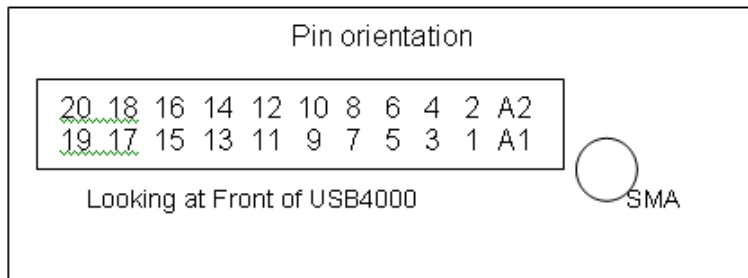 Pin orientation
20 18 16 14 12 10 8 6 4 2 A2
19 17 15 13 11 9 7 5 3 1 A1
Looking at Front of USB4000
SMA